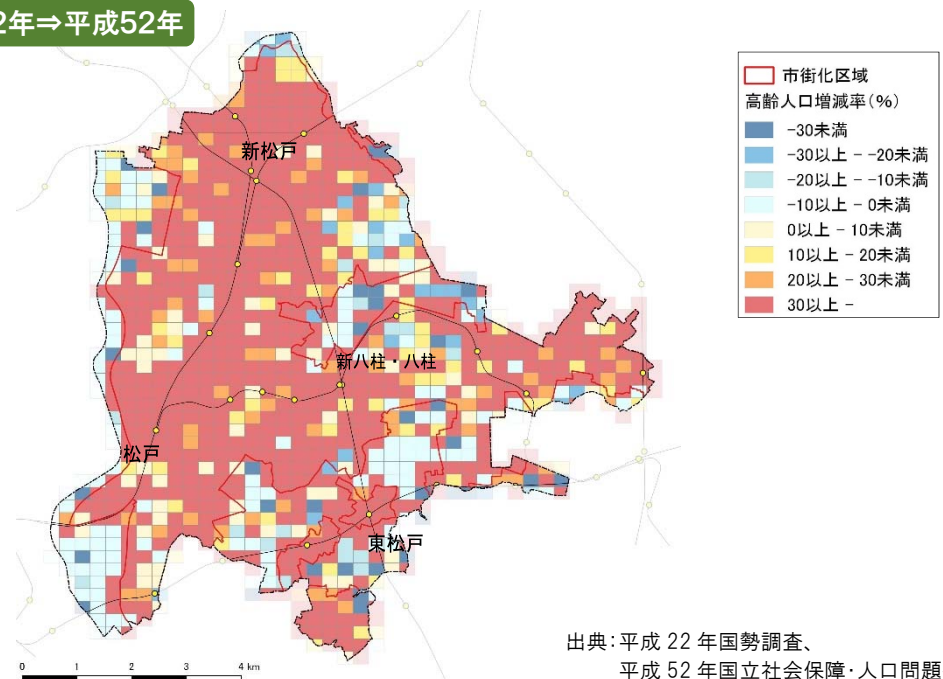 2年⇒平成52年
市街化区域
高齢人口増減率(%)
-30未満
-30以上 - -20未満
-20以上 - -10未満
-10以上 - 0未満
0以上 - 10未満
10以上 - 20未満
20以上 - 30未満
30以上 -
新松戸
新八柱・八柱
松戸
東松戸
0 1 2 3 4 km
出典:平成 22 年国勢調査、
平成 52 年国立社会保障・人口問題